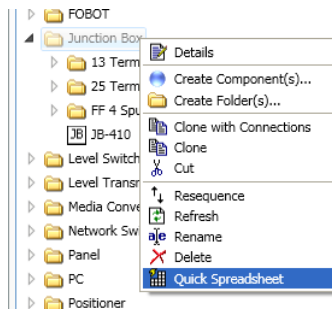 FOBOT
Junction Box
13 Term
25 Term
FF 4 Spu
JB JB-410
Level Switch
Level Transr
Media Conve
Network Sw
Panel
PC
Positioner
Details
Create Component(s)...
Create Folder(s)...
Clone with Connections
Clone
Cut
Resequence
Refresh
aje Rename
Delete
Quick Spreadsheet